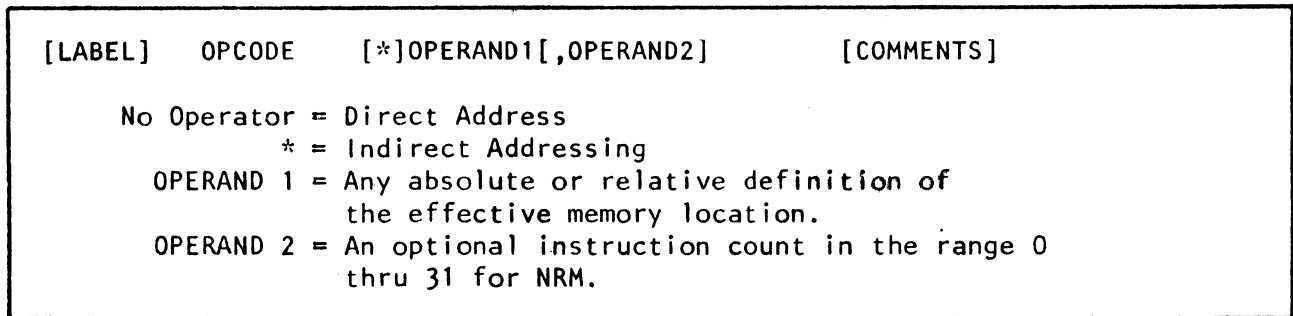 [LABEL] OPCODE [*]OPERAND1[,OPERAND2] [COMMENTS]
No Operator = Direct Address
* = Indirect Addressing
OPERAND 1 = Any absolute or relative definition of
the effective memory location.
OPERAND 2 = An optional instruction count in the range 0
thru 31 for NRM.